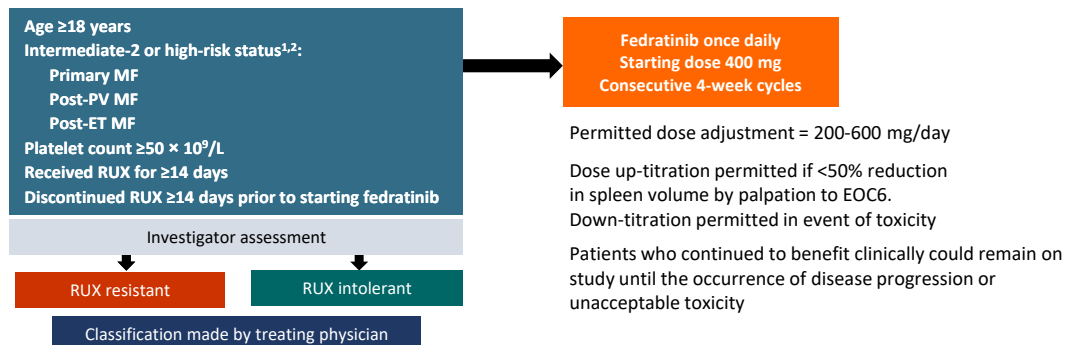 Age ≥18 years
Intermediate-2 or high-risk status¹,²:
Primary MF
Post-PV MF
Post-ET MF
Platelet count ≥50 × 10⁹/L
Received RUX for ≥14 days
Discontinued RUX ≥14 days prior to starting fedratinib
Investigator assessment
RUX resistant
RUX intolerant
Classification made by treating physician
Fedratinib once daily
Starting dose 400 mg
Consecutive 4-week cycles
Permitted dose adjustment = 200-600 mg/day
Dose up-titration permitted if <50% reduction
in spleen volume by palpation to EOC6.
Down-titration permitted in event of toxicity
Patients who continued to benefit clinically could remain on
study until the occurrence of disease progression or
unacceptable toxicity